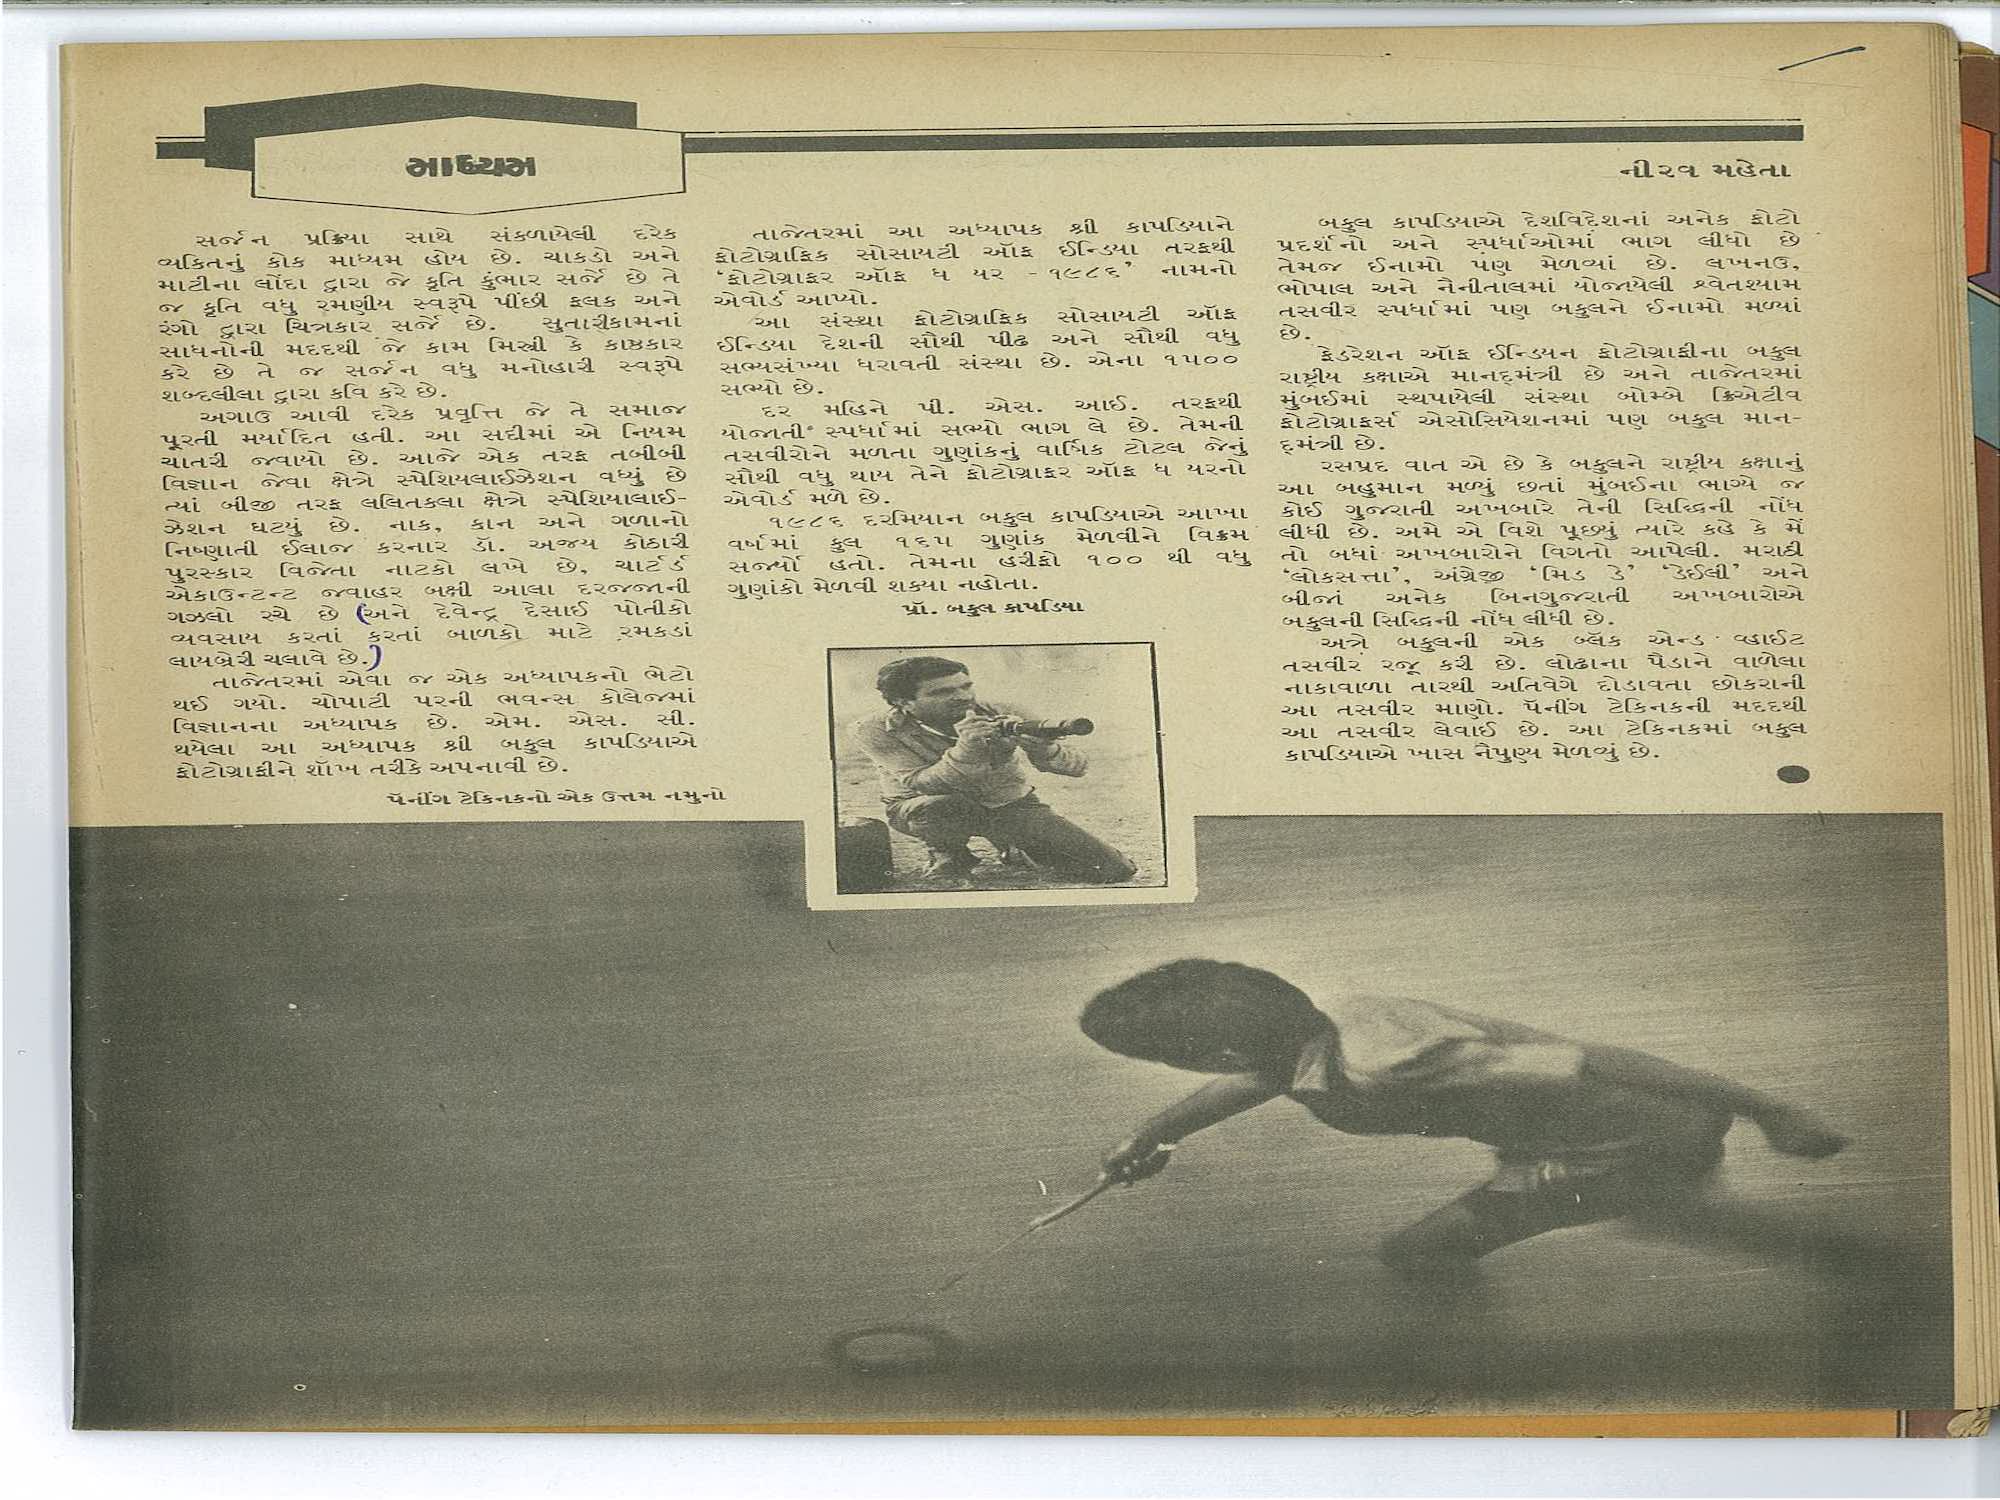 માધ્યમ
નીરવ મહેતા
સર્જન પ્રક્રિયા સાથે સંકળાયેલી દરેક
વ્યકિતનું કોક માધ્યમ હોય છે. ચાકડો અને
માટીના લોંદા દ્વારા જે કૃતિ કુંભાર સર્જે છે તે
જ કૃતિ વધુ રમણીય સ્વરૂપે પીંછી ફલક અને
રંગો દ્વારા ચિત્રકાર સર્જે છે. સુતારીકામનાં
સાધનોની મદદથી જે કામ મિસ્ત્રી કે કાષ્ઠકાર
કરે છે તે જ સર્જન વધુ મનોહારી સ્વરૂપે
શબ્દલીલા દ્વારા કવિ કરે છે.
અગાઉ આવી દરેક પ્રવૃત્તિ જે તે સમાજ
પૂરતી મર્યાદિત હતી. આ સદીમાં એ નિયમ
ચાતરી જવાયો છે. આજે એક તરફ તબીબી
વિજ્ઞાન જેવા ક્ષેત્રે સ્પેશિયલાઈઝેશન વધ્યું છે
ત્યાં બીજી તરફ લલિતકલા ક્ષેત્રે સ્પેશિયાલાઈ-
ઝેશન ઘટયું છે. નાક, કાન અને ગળાનો
નિષ્ણાતી ઈલાજ કરનાર ડૉ. અજય કોઠારી
પુરસ્કાર વિજેતા નાટકો લખે છે, ચાર્ટર્ડ
એકાઉન્ટન્ટ જવાહર બક્ષી આલા દરજ્જાની
ગઝલો રચે છે (અને દેવેન્દ્ર દેસાઈ પોતીકો
વ્યવસાય કરતાં કરતાં બાળકો માટે રમકડાં
લાયબ્રેરી ચલાવે છે.)
તાજેતરમાં એવા જ એક અધ્યાપકનો ભેટો
થઈ ગયો. ચોપાટી પરની ભવન્સ કોલેજમાં
વિજ્ઞાનના અધ્યાપક છે. એમ. એસ. સી.
થયેલા આ અધ્યાપક શ્રી બકુલ કાપડિયાએ
ફોટોગ્રાફીને શૉખ તરીકે અપનાવી છે.
પૅનીંગ ટેકિનકનો એક ઉત્તમ નમુનો
તાજેતરમાં આ અધ્યાપક શ્રી કાપડિયાને
ફોટોગ્રાફિક સોસાયટી ઑફ ઈન્ડિયા તરફથી
‘ફોટોગ્રાફર ઑફ ધ યર - ૧૯૮૬’ નામનો
એવોર્ડ આપ્યો.
આ સંસ્થા ફોટોગ્રાફિક સોસાયટી ઑફ
ઈન્ડિયા દેશની સૌથી પીઢ અને સૌથી વધુ
સભ્યસંખ્યા ધરાવતી સંસ્થા છે. એના ૧૫૦૦
સભ્યો છે.
દર મહિને પી. એસ. આઈ. તરફથી
યોજાતી સ્પર્ધામાં સભ્યો ભાગ લે છે. તેમની
તસવીરોને મળતા ગુણાંકનું વાર્ષિક ટોટલ જેનું
સૌથી વધુ થાય તેને ફોટોગ્રાફર ઑફ ધ યરનો
એવોર્ડ મળે છે.
૧૯૮૬ દરમિયાન બકુલ કાપડિયાએ આખા
વર્ષમાં કુલ ૧૬૫ ગુણાંક મેળવીને વિક્રમ
સર્જ્યો હતો. તેમના હરીફો ૧૦૦ થી વધુ
ગુણાંકો મેળવી શક્યા નહોતા.
પ્રૉ. બકુલ કાપડિયા
બકુલ કાપડિયાએ દેશવિદેશનાં અનેક ફોટો
પ્રદર્શનો અને સ્પર્ધાઓમાં ભાગ લીધો છે
તેમજ ઈનામો પણ મેળવ્યાં છે. લખનઉ,
ભોપાલ અને નૈનીતાલમાં યોજાયેલી શ્વેતશ્યામ
તસવીર સ્પર્ધામાં પણ બકુલને ઈનામો મળ્યાં
છે.
ફેડરેશન ઑફ ઈન્ડિયન ફોટોગ્રાફીના બકુલ
રાષ્ટ્રીય કક્ષાએ માનદ્‌મંત્રી છે અને તાજેતરમાં
મુંબઈમાં સ્થપાયેલી સંસ્થા બોમ્બે ક્રિએટીવ
ફોટોગ્રાફર્સ એસોસિયેશનમાં પણ બકુલ માન-
દ્‌મંત્રી છે.
રસપ્રદ વાત એ છે કે બકુલને રાષ્ટ્રીય કક્ષાનું
આ બહુમાન મળ્યું છતાં મુંબઈના ભાગ્યે જ
કોઈ ગુજરાતી અખબારે તેની સિદ્ધિની નોંધ
લીધી છે. અમે એ વિશે પૂછ્યું ત્યારે કહે કે મેં
તો બધાં અખબારોને વિગતો આપેલી. મરાઠી
‘લોકસત્તા’, અંગ્રેજી ‘મિડ ડે’ ‘ડેઈલી’ અને
બીજાં અનેક બિનગુજરાતી અખબારોએ
બકુલની સિદ્ધિની નોંધ લીધી છે.
અત્રે બકુલની એક બ્લૅક એન્ડ વ્હાઈટ
તસવીર રજૂ કરી છે. લોઢાના પૈડાને વાળેલા
નાકાવાળા તારથી અતિવેગે દોડાવતા છોકરાની
આ તસવીર માણો. પૅનીંગ ટેકિનકની મદદથી
આ તસવીર લેવાઈ છે. આ ટેકિનકમાં બકુલ
કાપડિયાએ ખાસ નૈપુણ્ય મેળવ્યું છે.